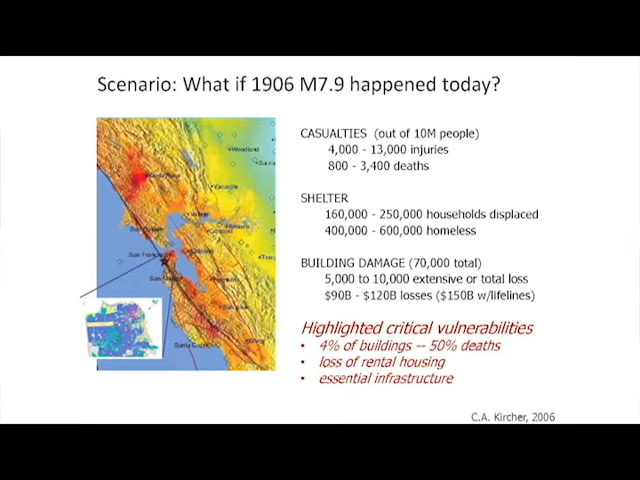 Scenario: What if 1906 M7.9 happened today?
CASUALTIES (out of 10M people)
4,000 - 13,000 injuries
800 - 3,400 deaths
SHELTER
160,000 - 250,000 households displaced
400,000 - 600,000 homeless
BUILDING DAMAGE (70,000 total)
5,000 to 10,000 extensive or total loss
$90B - $120B losses ($150B w/lifelines)
Highlighted critical vulnerabilities
• 4% of buildings -- 50% deaths
• loss of rental housing
• essential infrastructure
C.A. Kircher, 2006
Woodland
Vacaville